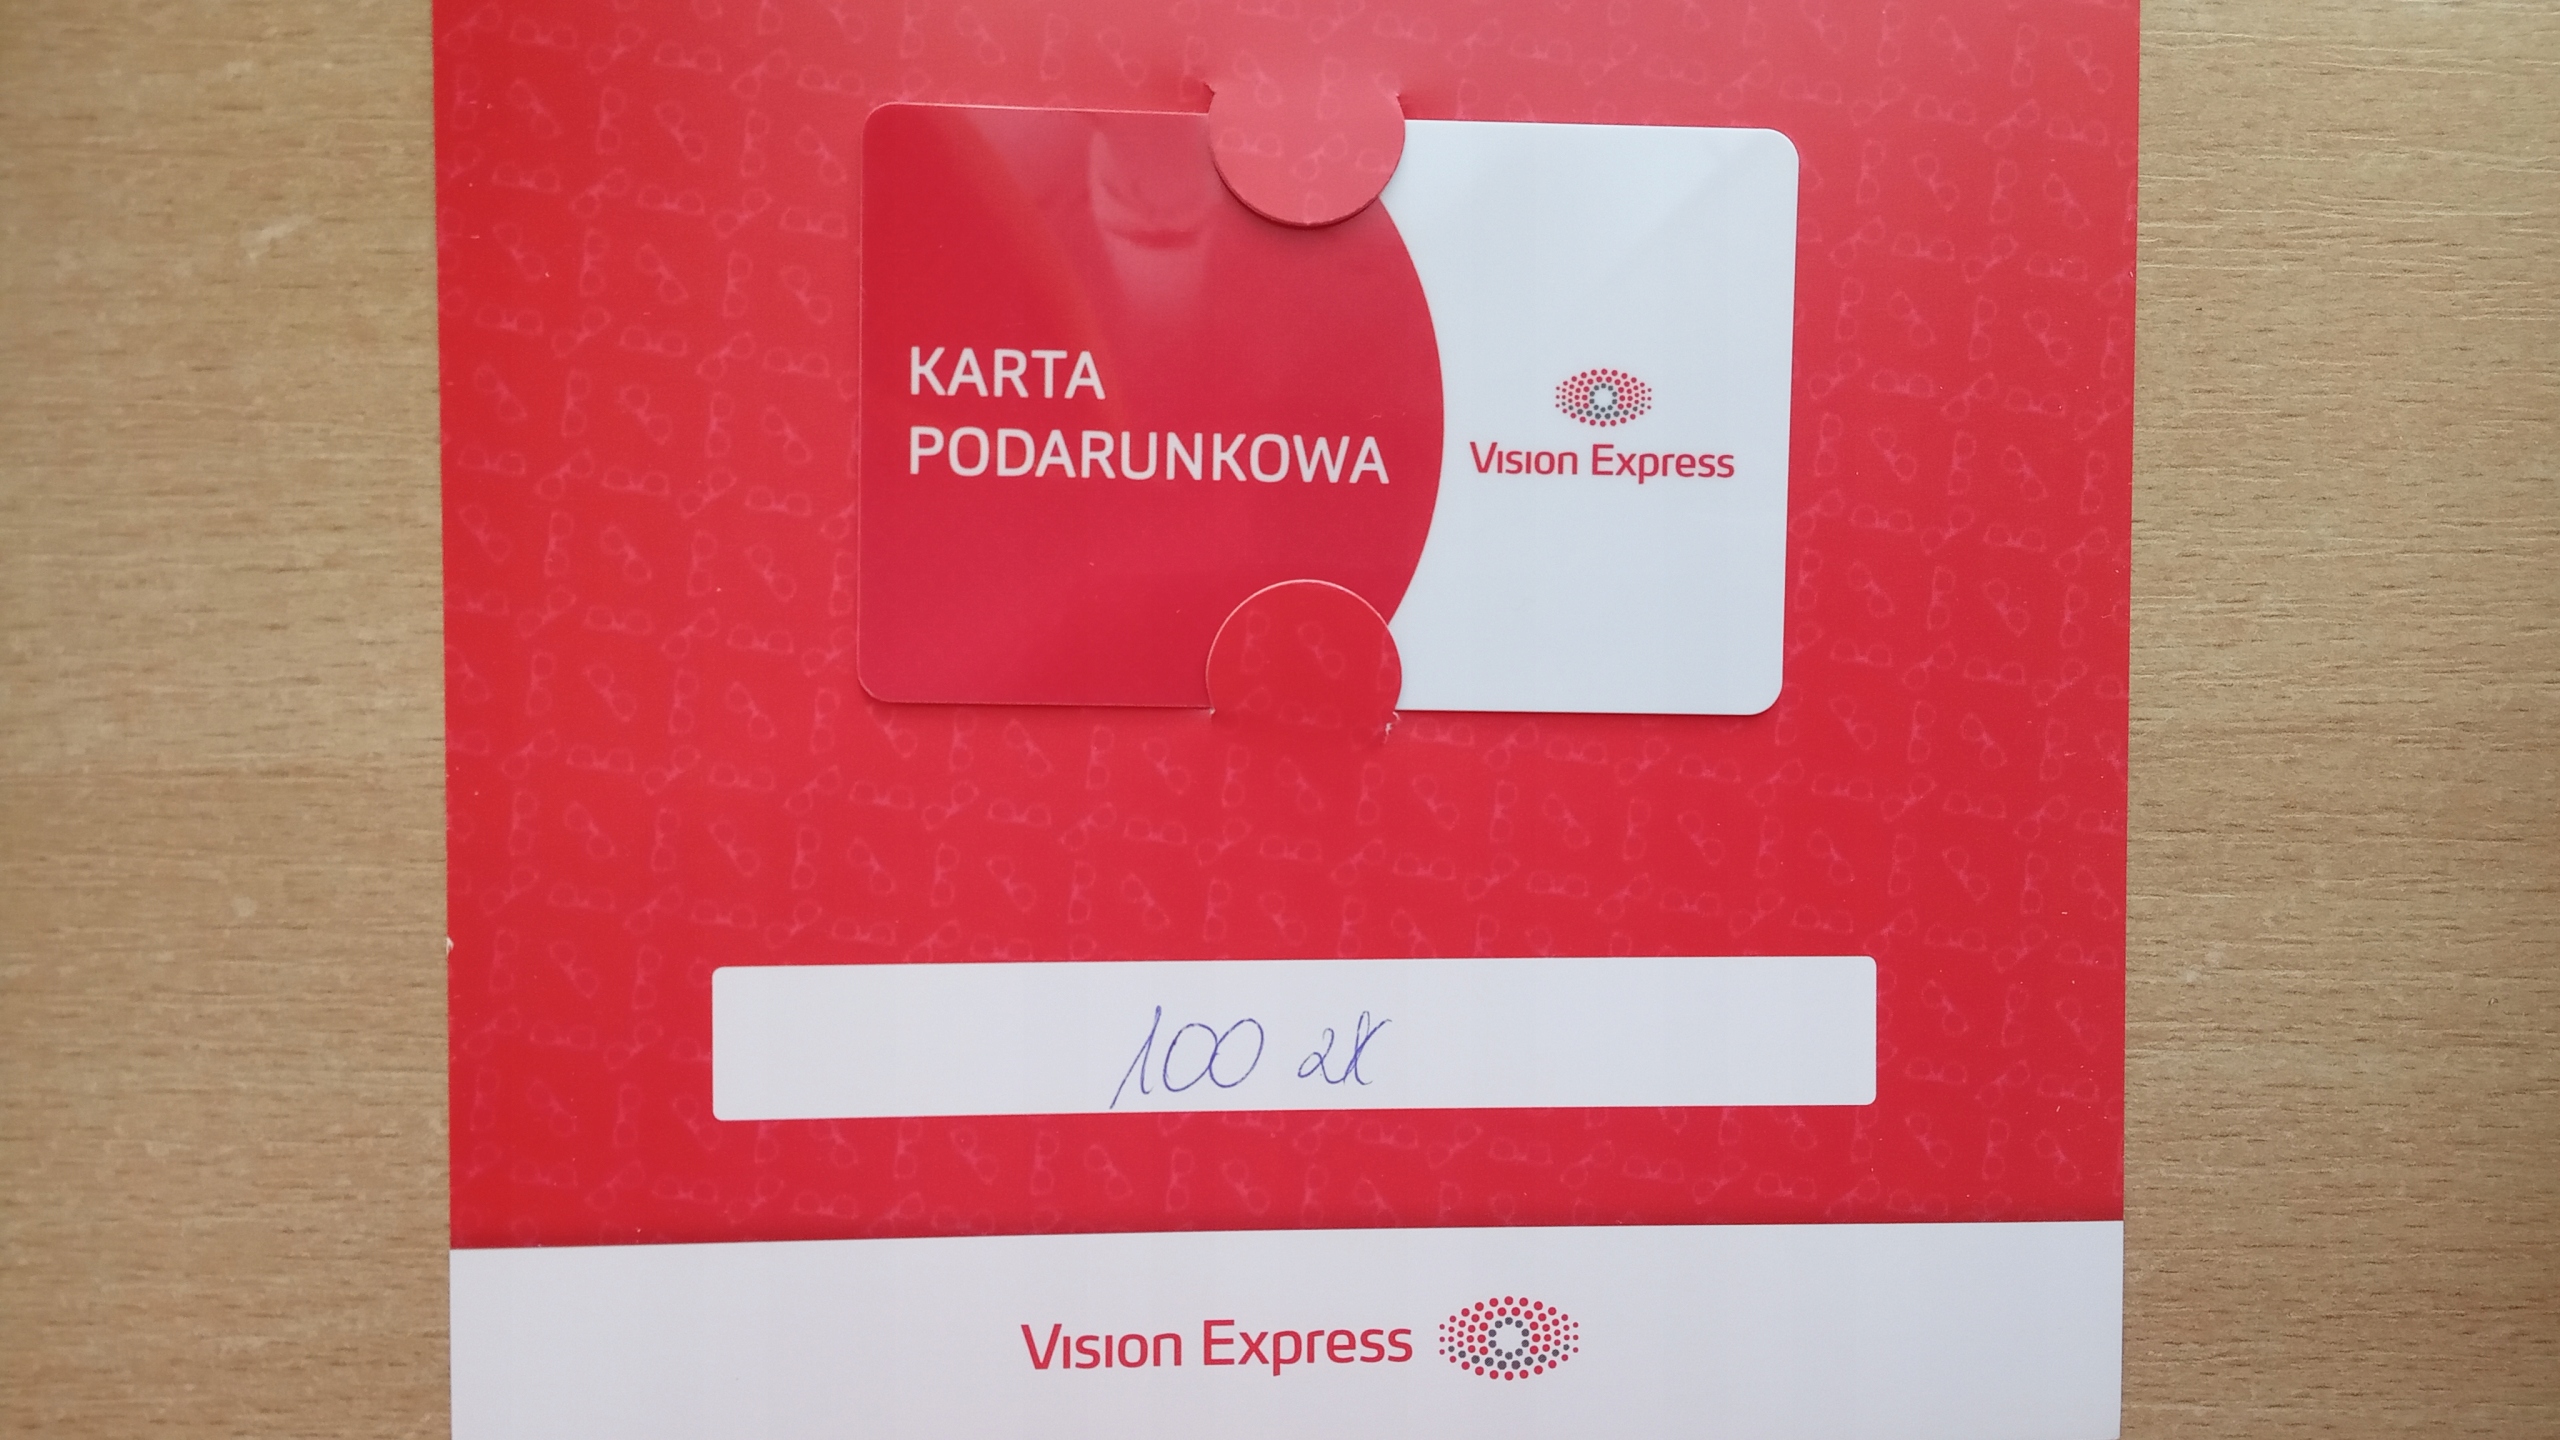 KARTA
PODARUNKOWA
Vision Express
100 zł
Vision Express